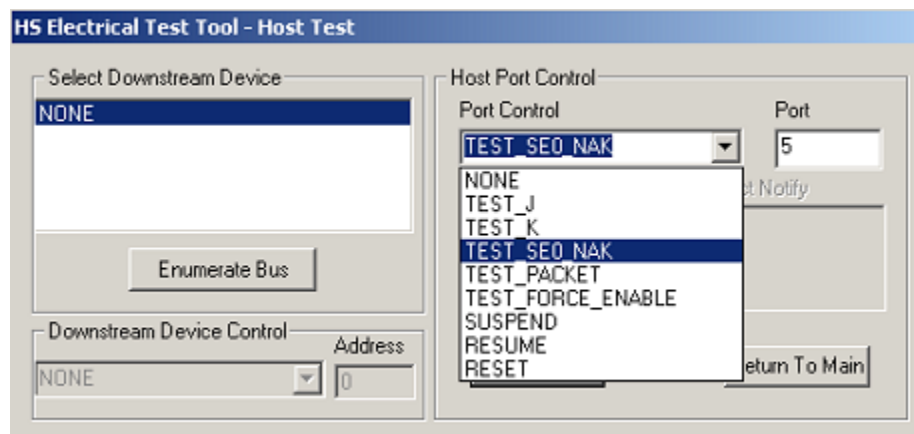 HS Electrical Test Tool - Host Test
Select Downstream Device
NONE
Enumerate Bus
Downstream Device Control
Address
NONE
0
Host Port Control
Port Control
Port
TEST_SE0_NAK
5
NONE
TEST_J
TEST_K
TEST_SE0_NAK
TEST_PACKET
TEST_FORCE_ENABLE
SUSPEND
RESUME
RESET
Notify
To Main